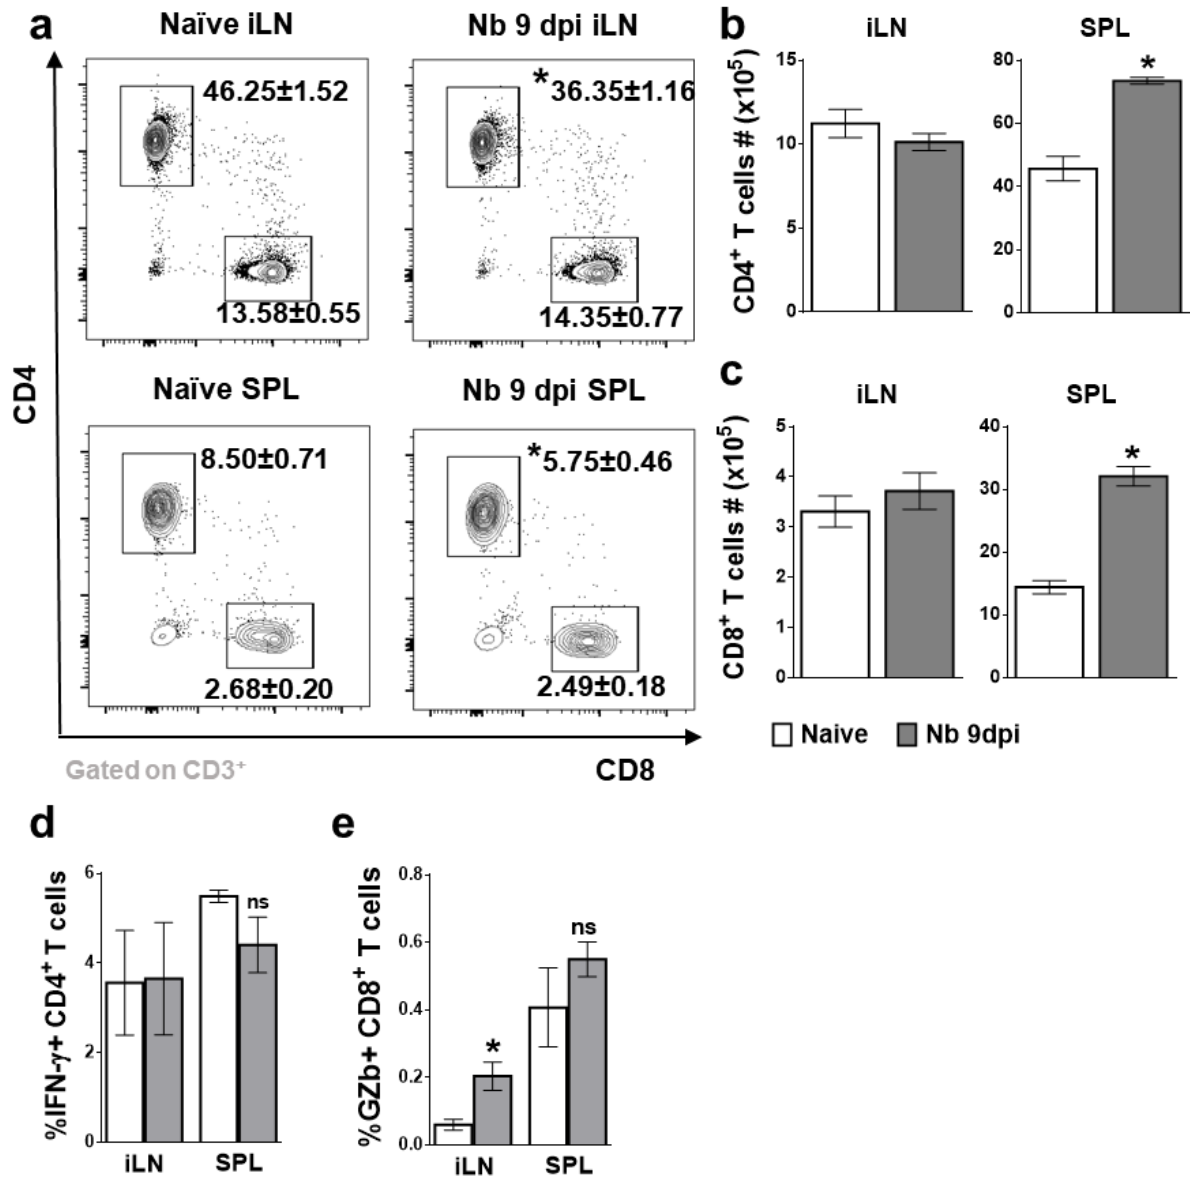 a
Naïve iLN
Nb 9 dpi iLN
46.25±1.52
*36.35±1.16
13.58±0.55
14.35±0.77
Naïve SPL
Nb 9 dpi SPL
8.50±0.71
*5.75±0.46
2.68±0.20
2.49±0.18
CD4
Gated on CD3⁺
CD8
b
iLN
SPL
CD4⁺ T cells # (x10⁵)
15
10
5
0
80
60
40
20
0
*
c
iLN
SPL
CD8⁺ T cells # (x10⁵)
5
4
3
2
1
0
40
30
20
10
0
*
Naive
Nb 9dpi
d
%IFN-γ+ CD4⁺ T cells
6
4
2
0
ns
iLN
SPL
e
%GZb+ CD8⁺ T cells
0.8
0.6
0.4
0.2
0.0
*
ns
iLN
SPL